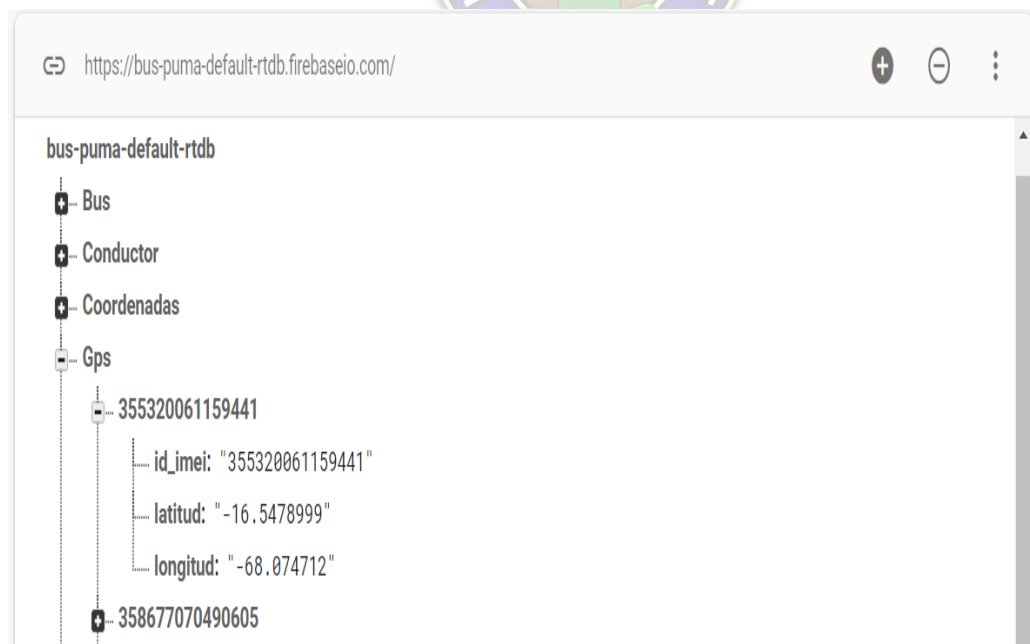 https://bus-puma-default-rtdb.firebaseio.com/
bus-puma-default-rtdb
Bus
Conductor
Coordenadas
Gps
355320061159441
id_imei: "355320061159441"
latitud: "-16.5478999"
longitud: "-68.074712"
358677070490605